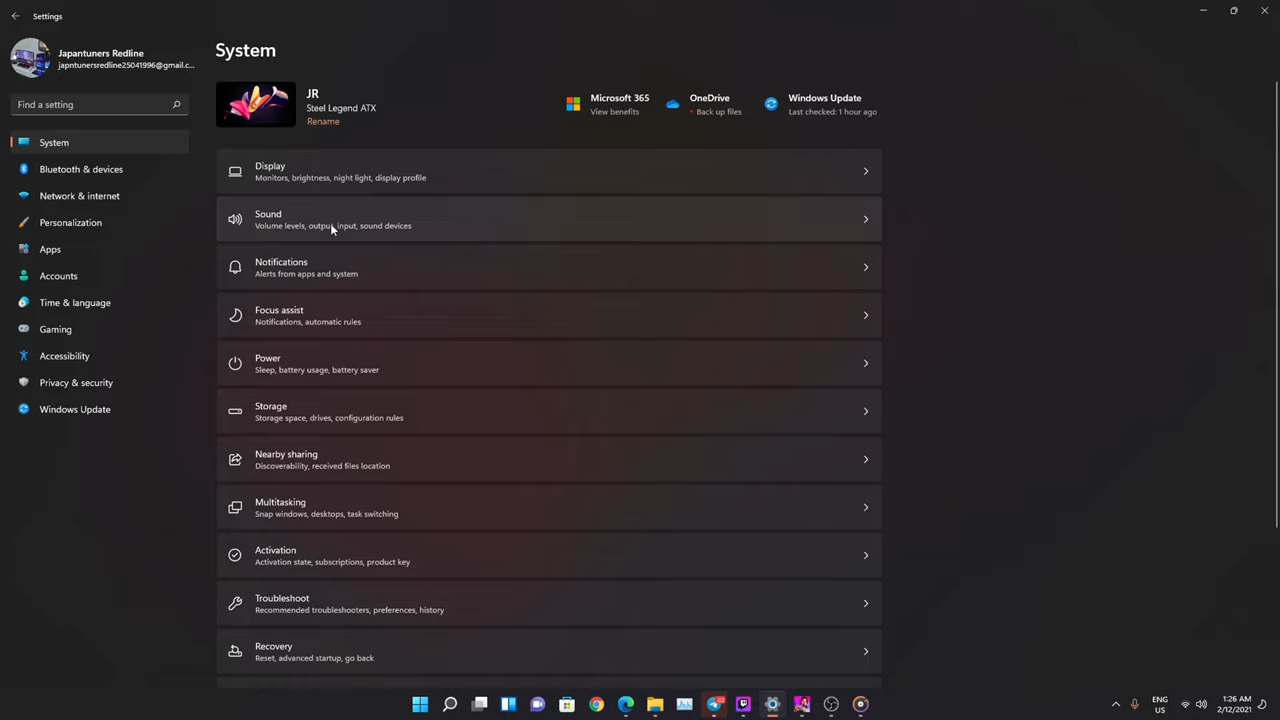 Settings
Japantuners Redline
japntunersredline25041996@gmail.c...
Find a setting
System
Bluetooth & devices
Network & internet
Personalization
Apps
Accounts
Time & language
Gaming
Accessibility
Privacy & security
Windows Update
System
JR
Steel Legend ATX
Rename
Microsoft 365
View benefits
OneDrive
Back up files
Windows Update
Last checked: 1 hour ago
Display
Monitors, brightness, night light, display profile
Sound
Volume levels, output, input, sound devices
Notifications
Alerts from apps and system
Focus assist
Notifications, automatic rules
Power
Sleep, battery usage, battery saver
Storage
Storage space, drives, configuration rules
Nearby sharing
Discoverability, received files location
Multitasking
Snap windows, desktops, task switching
Activation
Activation state, subscriptions, product key
Troubleshoot
Recommended troubleshooters, preferences, history
Recovery
Reset, advanced startup, go back
ENG
US
1:26 AM
2/12/2021